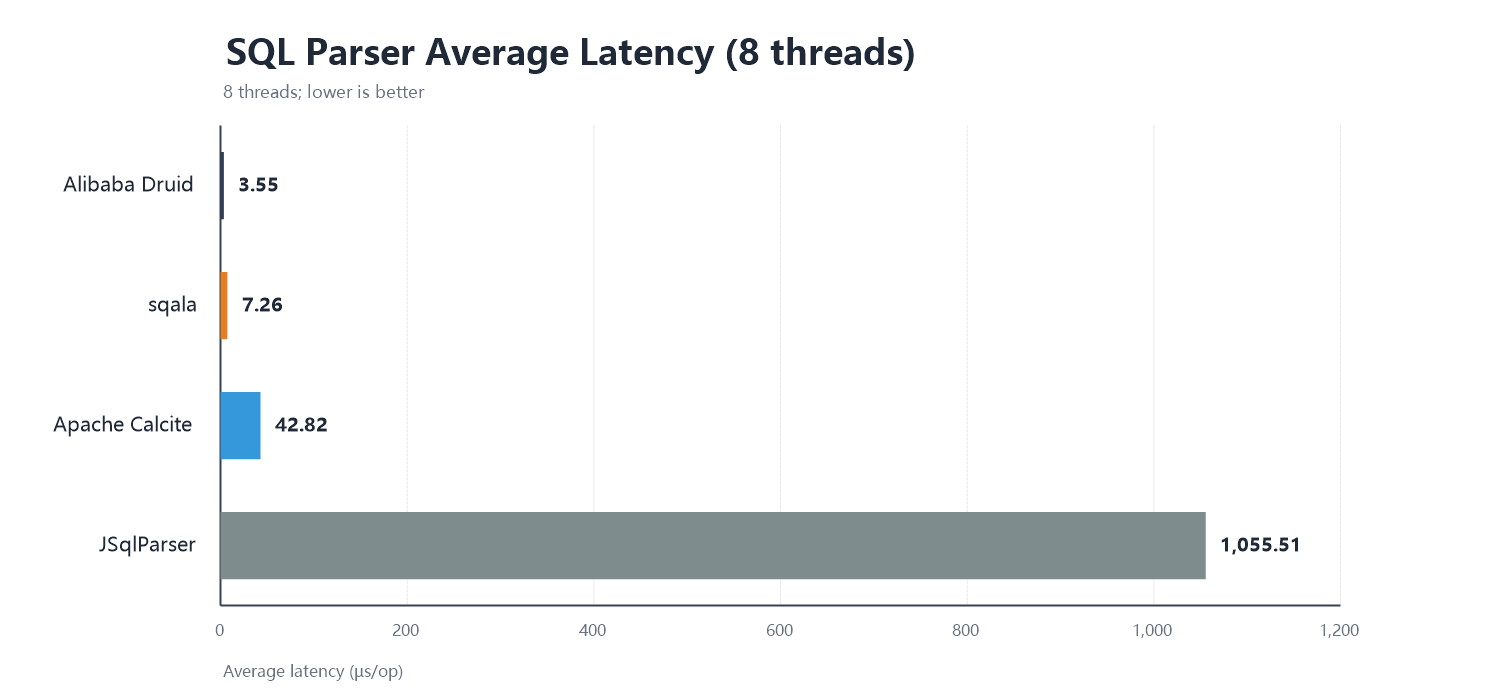 SQL Parser Average Latency (8 threads)
8 threads; lower is better
Alibaba Druid 3.55
sqala 7.26
Apache Calcite 42.82
JSqlParser 1,055.51
0 200 400 600 800 1,000 1,200
Average latency (µs/op)